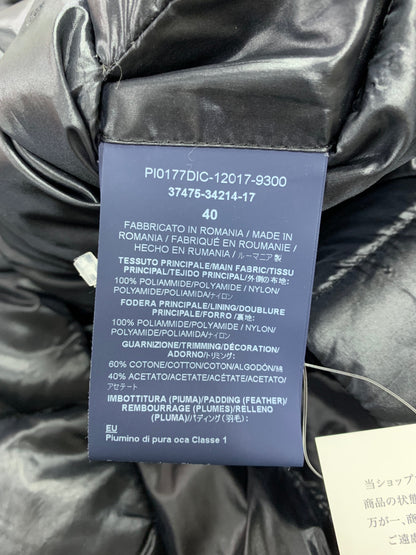 PI0177DIC-12017-9300
37475-34214-17
40
FABBRICATO IN ROMANIA / MADE IN
ROMANIA / FABRIQUÉ EN ROUMANIE /
HECHO EN RUMANIA / ルーマニア製
TESSUTO PRINCIPALE/MAIN FABRIC/TISSU
PRINCIPAL/TEJIDO PRINCIPAL/外側の布地:
100% POLIAMMIDE/POLYAMIDE / NYLON/
POLYAMIDE/POLIAMIDA/ナイロン
FODERA PRINCIPALE/LINING/DOUBLURE
PRINCIPALE/FORRO /裏地:
100% POLIAMMIDE/POLYAMIDE / NYLON/
POLYAMIDE/POLIAMIDA/ナイロン
GUARNIZIONE/TRIMMING/DÉCORATION/
ADORNO/トリミング:
60% COTONE/COTTON/COTON/ALGODÓN/綿
40% ACETATO/ACETATE/ACÉTATE/ACETATO/
アセテート
IMBOTTITURA (PIUMA)/PADDING (FEATHER)/
REMBOURRAGE (PLUMES)/RELLENO
(PLUMA)/パディング(羽毛):
EU
Piumino di pura oca Classe 1
当ショップ
商品の状態
万が一、商
ご遠